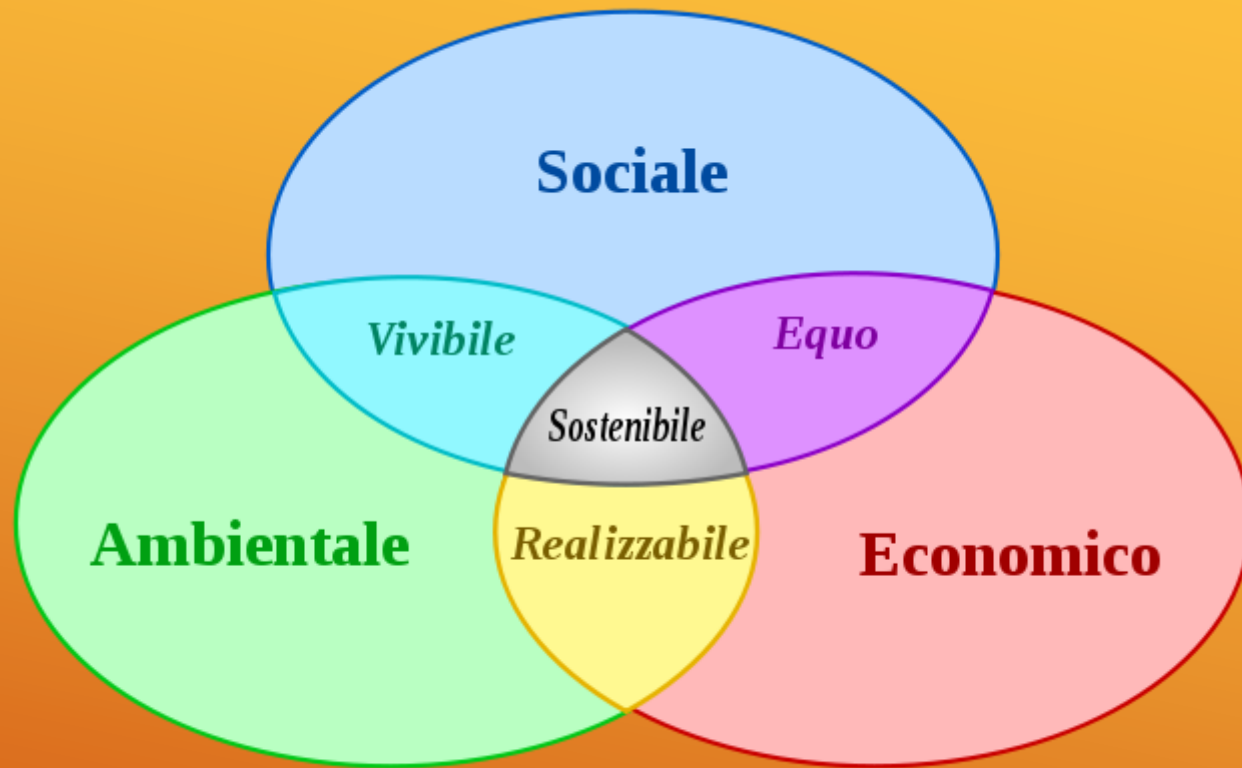 Sociale
Vivibile
Equo
Sostenibile
Ambientale
Realizzabile
Economico